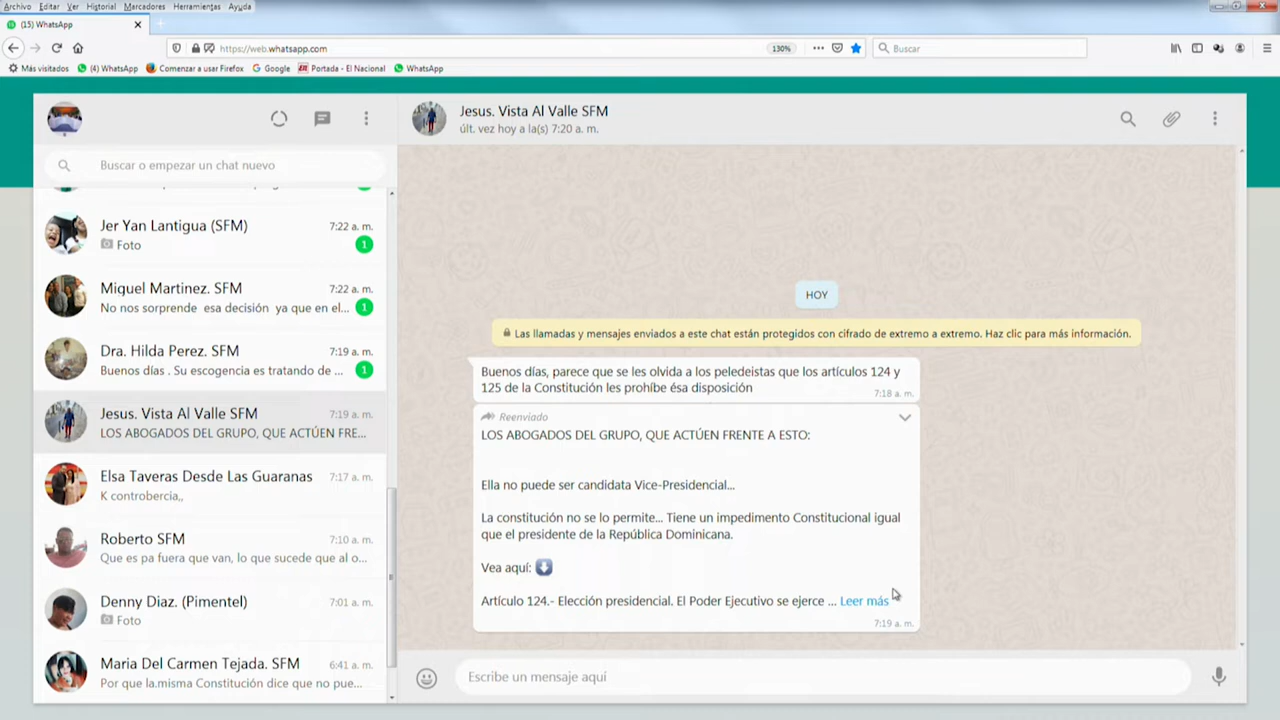 Archivo Editar Ver Historial Marcadores Herramientas Ayuda
(15) WhatsApp
https://web.whatsapp.com
130%
Buscar
Más visitados
(4) WhatsApp
Comenzar a usar Firefox
Google
Portada - El Nacional
WhatsApp
Buscar o empezar un chat nuevo
Jer Yan Lantigua (SFM)
7:22 a. m.
Foto
1
Miguel Martinez. SFM
7:22 a. m.
No nos sorprende esa decisión ya que en el...
1
Dra. Hilda Perez. SFM
7:19 a. m.
Buenos días . Su escogencia es tratando de ...
1
Jesus. Vista Al Valle SFM
7:19 a. m.
LOS ABOGADOS DEL GRUPO, QUE ACTÚEN FRE...
Elsa Taveras Desde Las Guaranas
7:17 a. m.
K controbercia,,
Roberto SFM
7:10 a. m.
Que es pa fuera que van, lo que sucede que al o...
Denny Diaz. (Pimentel)
7:01 a. m.
Foto
Maria Del Carmen Tejada. SFM
6:41 a. m.
Por que la.misma Constitución dice que no pue...
Jesus. Vista Al Valle SFM
últ. vez hoy a la(s) 7:20 a. m.
HOY
Las llamadas y mensajes enviados a este chat están protegidos con cifrado de extremo a extremo. Haz clic para más información.
Buenos días, parece que se les olvida a los peledeistas que los artículos 124 y
125 de la Constitución les prohíbe ésa disposición
7:18 a. m.
Reenviado
LOS ABOGADOS DEL GRUPO, QUE ACTÚEN FRENTE A ESTO:
Ella no puede ser candidata Vice-Presidencial...
La constitución no se lo permite... Tiene un impedimento Constitucional igual
que el presidente de la República Dominicana.
Vea aquí:
Artículo 124.- Elección presidencial. El Poder Ejecutivo se ejerce ... Leer más
7:19 a. m.
Escribe un mensaje aquí